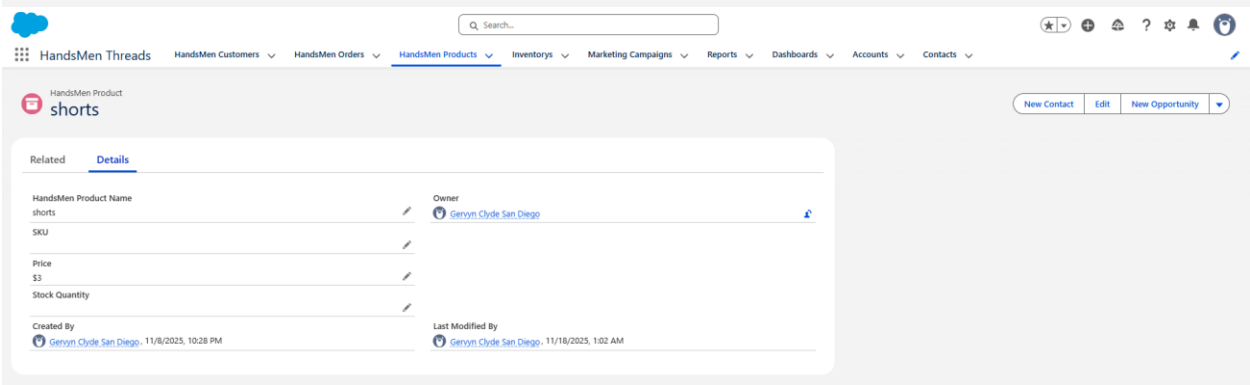 Search...
HandsMen Threads HandsMen Customers HandsMen Orders HandsMen Products Inventorys Marketing Campaigns Reports Dashboards Accounts Contacts
HandsMen Product
shorts
New Contact Edit New Opportunity
Related Details
HandsMen Product Name
shorts
Owner
Gervyn Clyde San Diego
SKU
Price
$3
Stock Quantity
Created By
Gervyn Clyde San Diego, 11/8/2025, 10:28 PM
Last Modified By
Gervyn Clyde San Diego, 11/18/2025, 1:02 AM